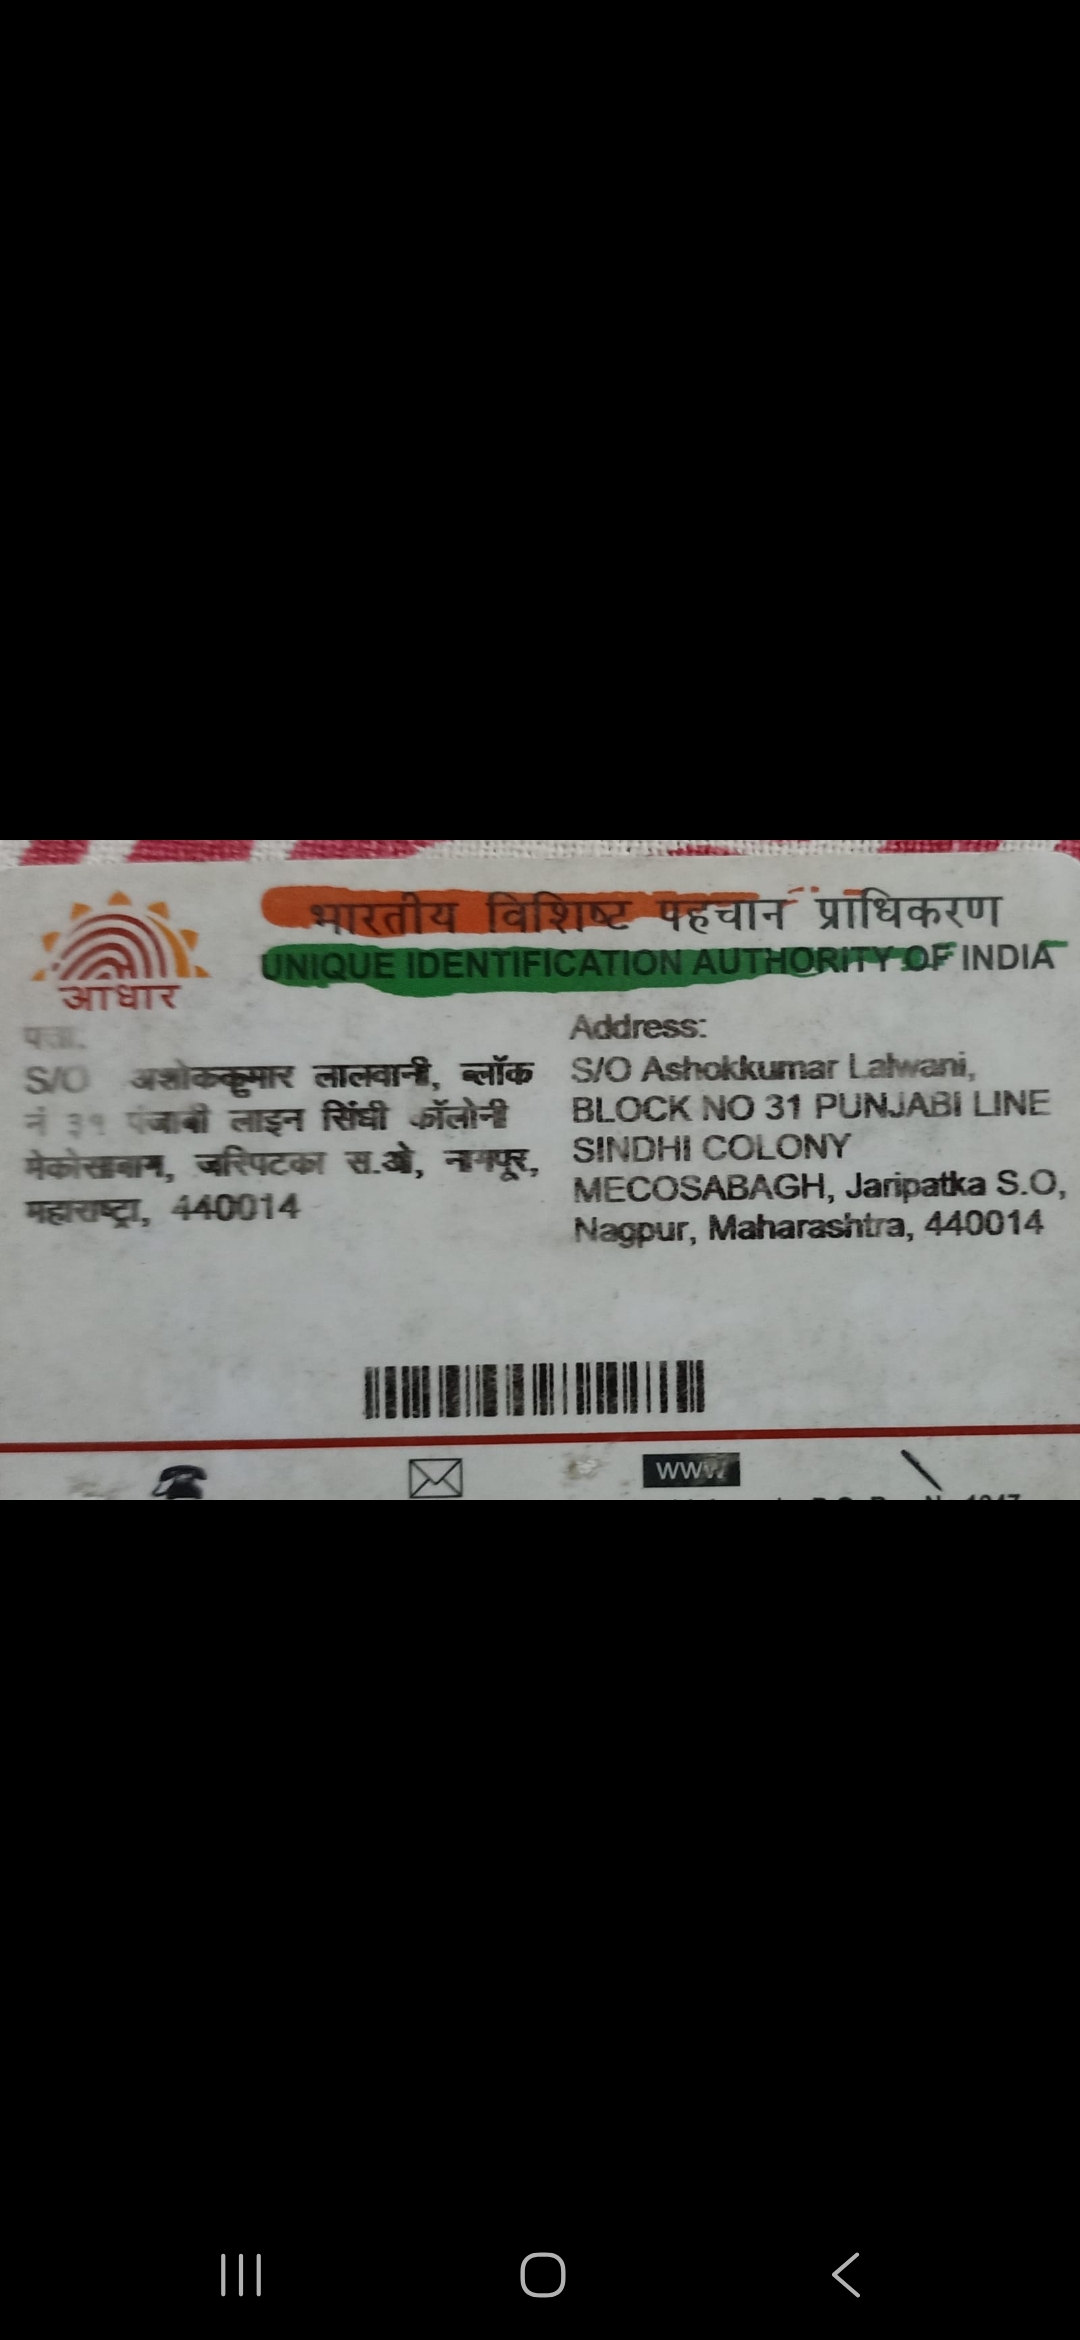 भारतीय विशिष्ट पहचान प्राधिकरण
UNIQUE IDENTIFICATION AUTHORITY OF INDIA
आधार
पता:
S/O अशोककुमार लालवानी, ब्लॉक
नं ३१ पंजाबी लाइन सिंधी कॉलोनी
मेकोसाबाग, जरिपटका स.ओ, नागपूर,
महाराष्ट्रा, 440014
Address:
S/O Ashokkumar Lalwani,
BLOCK NO 31 PUNJABI LINE
SINDHI COLONY
MECOSABAGH, Jaripatka S.O,
Nagpur, Maharashtra, 440014
www